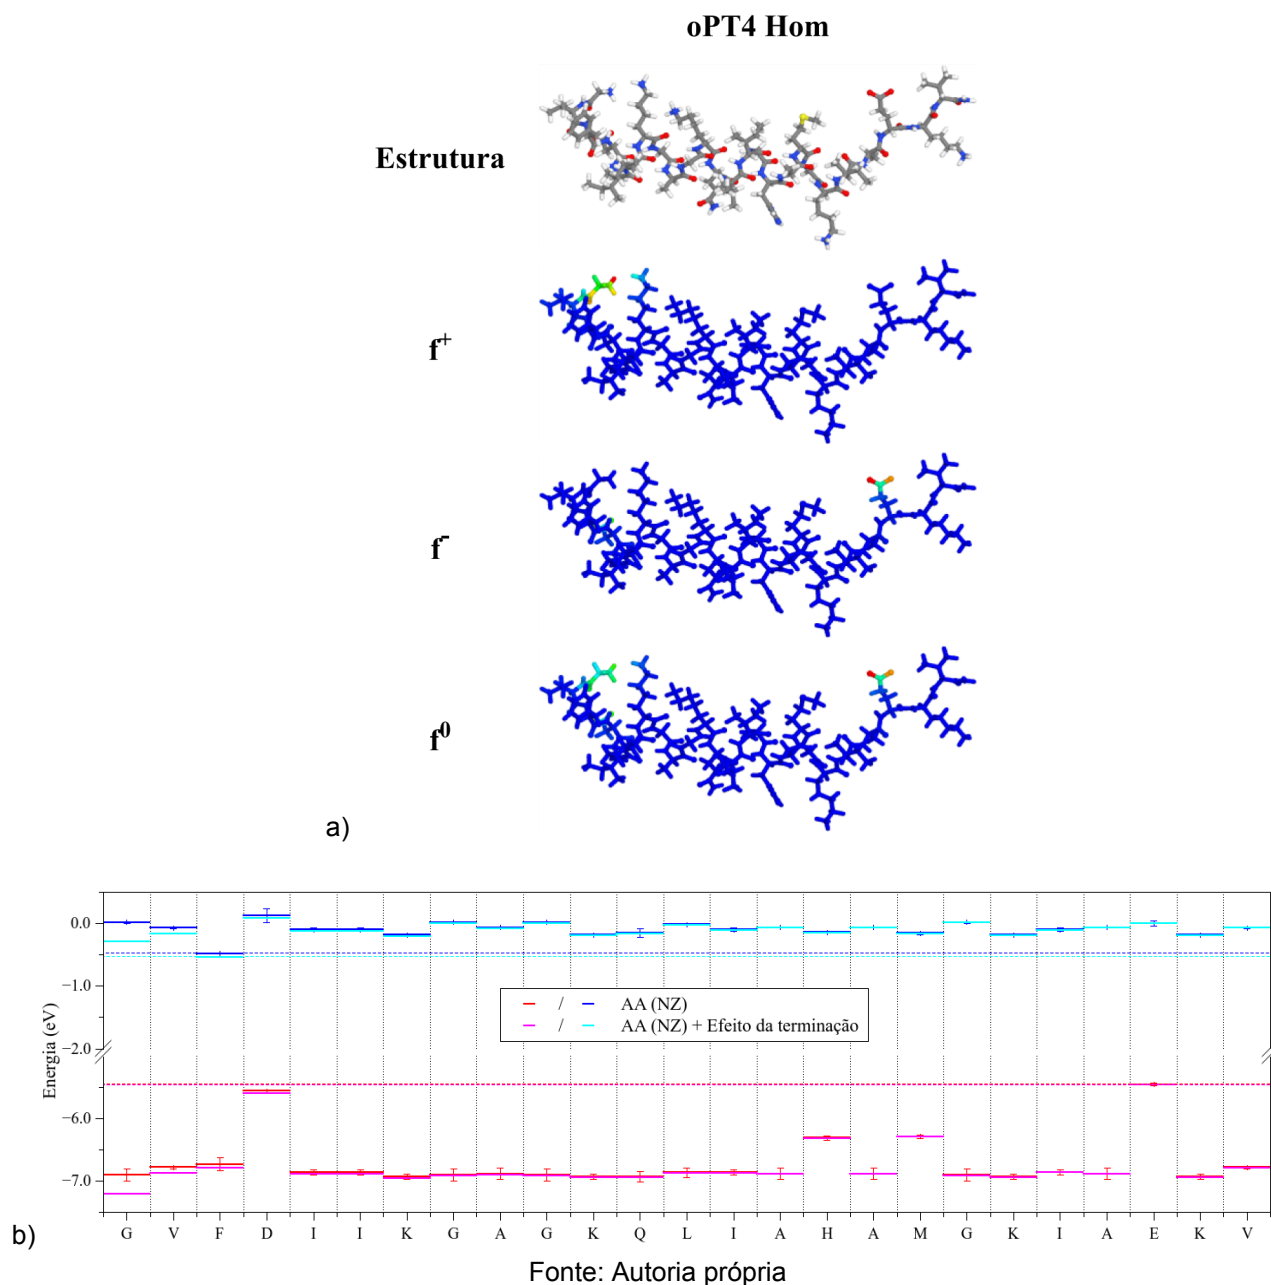 oPT4 Hom
Estrutura
f⁺
f⁻
f⁰
a)
0.0
−1.0
−2.0
−6.0
−7.0
Energia (eV)
/ AA (NZ)
/ AA (NZ) + Efeito da terminação
G V F D I I K G A G K Q L I A H A M G K I A E K V
b)
Fonte: Autoria própria